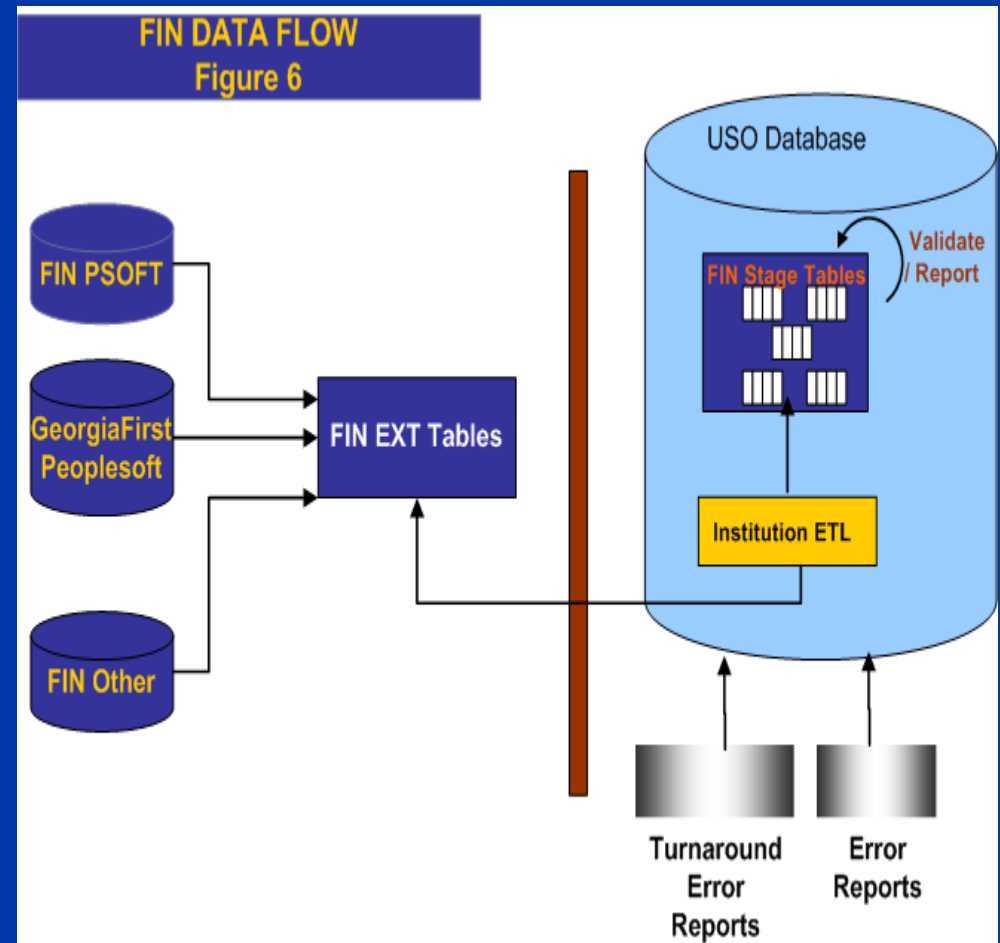 FIN DATA FLOW
Figure 6
USO Database
FIN PSOFT
Validate
/ Report
FIN Stage Tables
GeorgiaFirst
Peoplesoft
FIN EXT Tables
Institution ETL
FIN Other
Turnaround
Error
Reports
Error
Reports